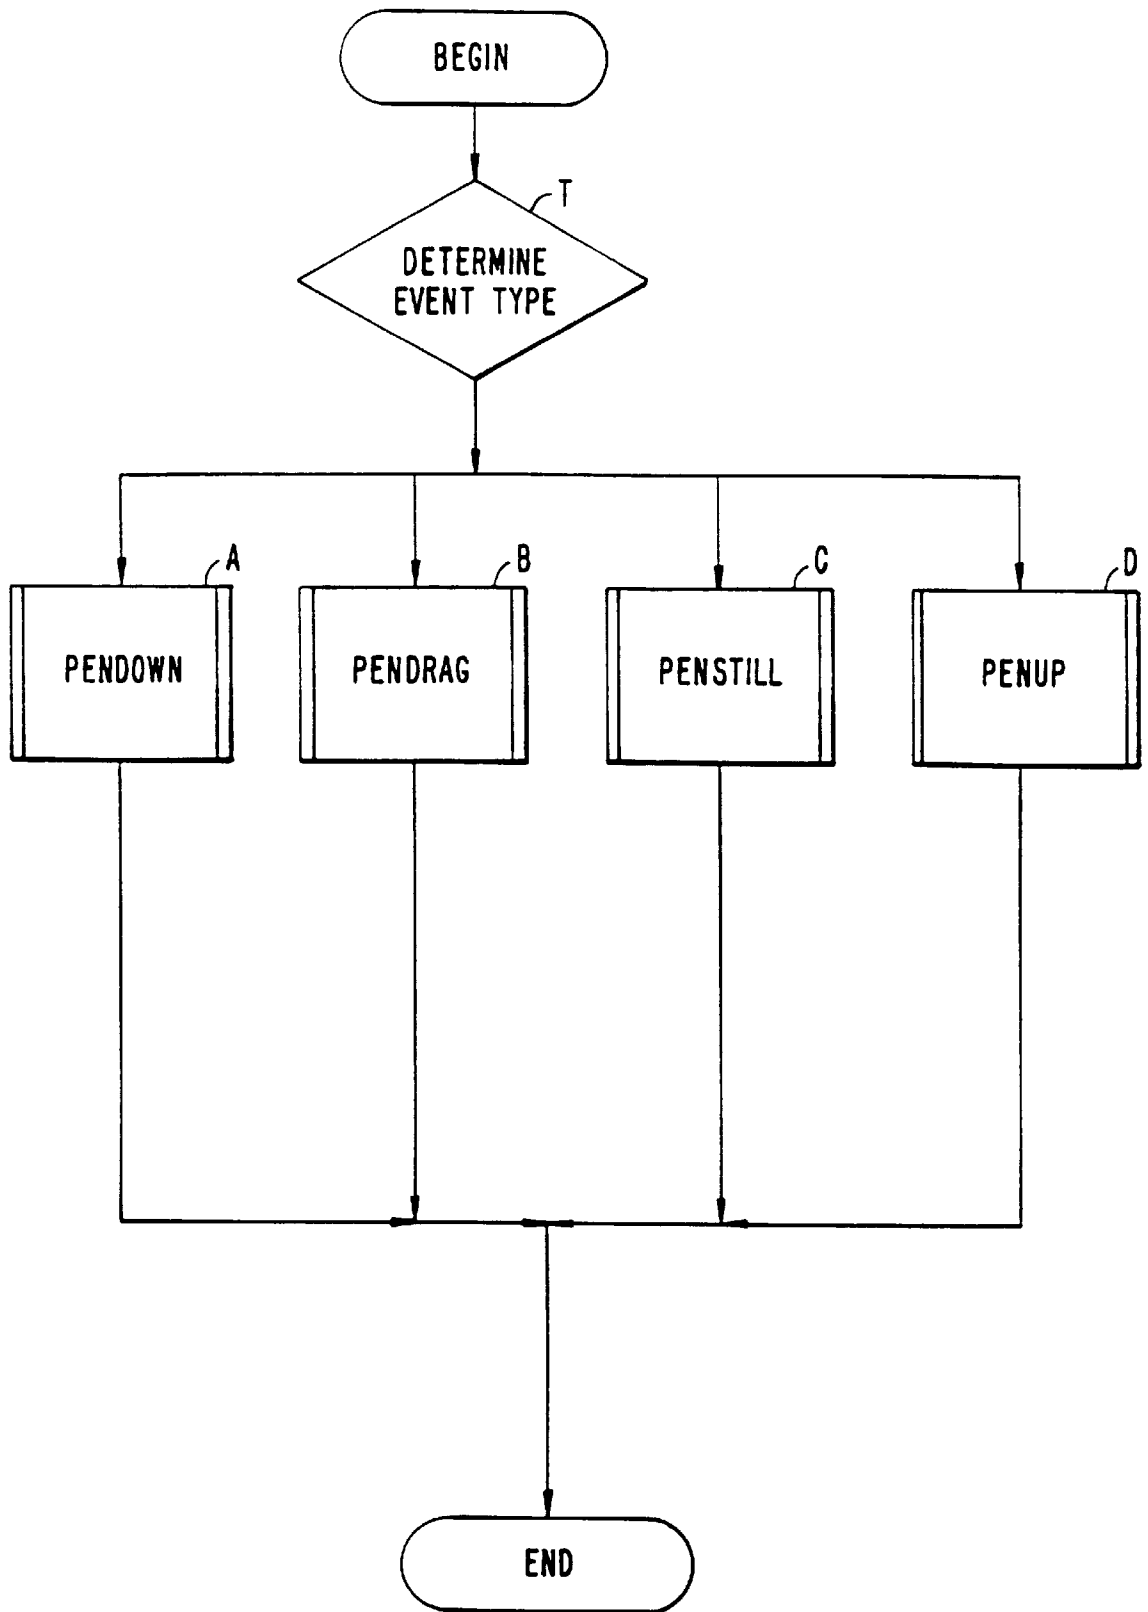 BEGIN
T
DETERMINE
EVENT TYPE
A
B
C
D
PENDOWN
PENDRAG
PENSTILL
PENUP
END